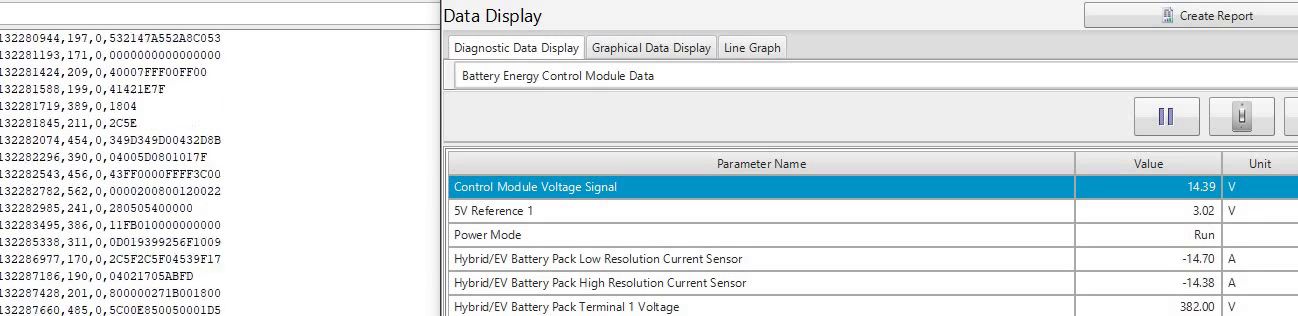 132280944,197,0,532147A552A8C053
132281193,171,0,0000000000000000
132281424,209,0,40007FFF00FF00
132281588,199,0,41421E7F
132281719,389,0,1804
132281845,211,0,2C5E
132282074,454,0,349D349D00432D8B
132282296,390,0,04005D0801017F
132282543,456,0,43FF0000FFFF3C00
132282782,562,0,0000200800120022
132282985,241,0,280505400000
132283495,386,0,11FB010000000000
132285338,311,0,0D019399256F1009
132286977,170,0,2C5F2C5F04539F17
132287186,190,0,04021705ABFD
132287428,201,0,800000271B001800
132287660,485,0,5C00E850050001D5
Data Display
Create Report
Diagnostic Data Display Graphical Data Display Line Graph
Battery Energy Control Module Data
Parameter Name Value Unit
Control Module Voltage Signal 14.39 V
5V Reference 1 3.02 V
Power Mode Run
Hybrid/EV Battery Pack Low Resolution Current Sensor -14.70 A
Hybrid/EV Battery Pack High Resolution Current Sensor -14.38 A
Hybrid/EV Battery Pack Terminal 1 Voltage 382.00 V